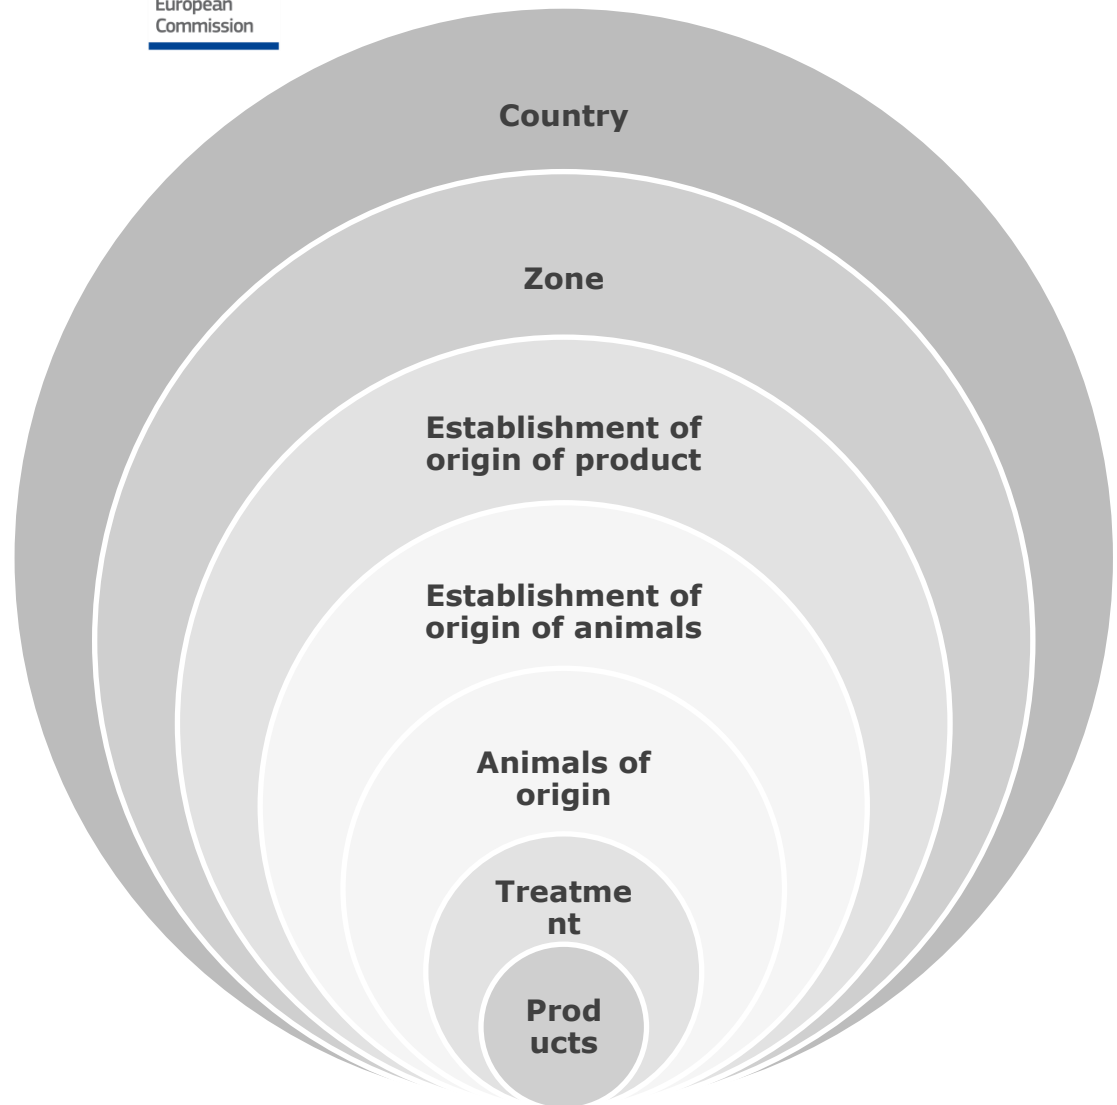 European
Commission
Country
Zone
Establishment of
origin of product
Establishment of
origin of animals
Animals of
origin
Treatme
nt
Prod
ucts